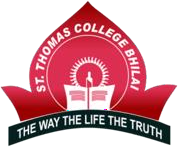 ST. THOMAS COLLEGE BHILAI
THE WAY THE LIFE THE TRUTH